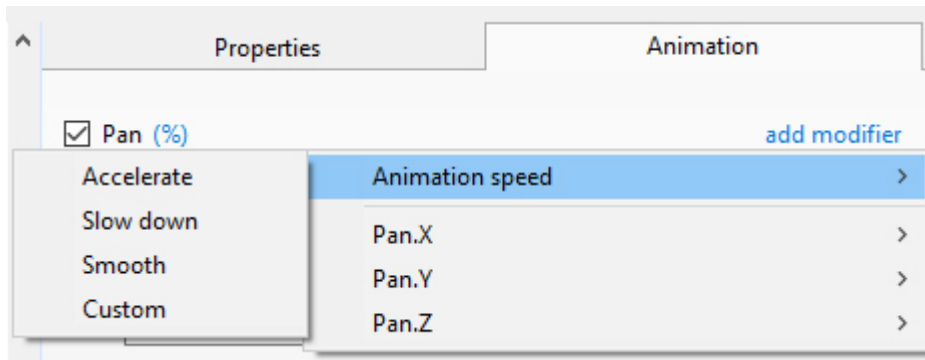 Properties Animation
Pan (%) add modifier
Accelerate Animation speed
Slow down
Pan.X
Smooth
Pan.Y
Custom
Pan.Z